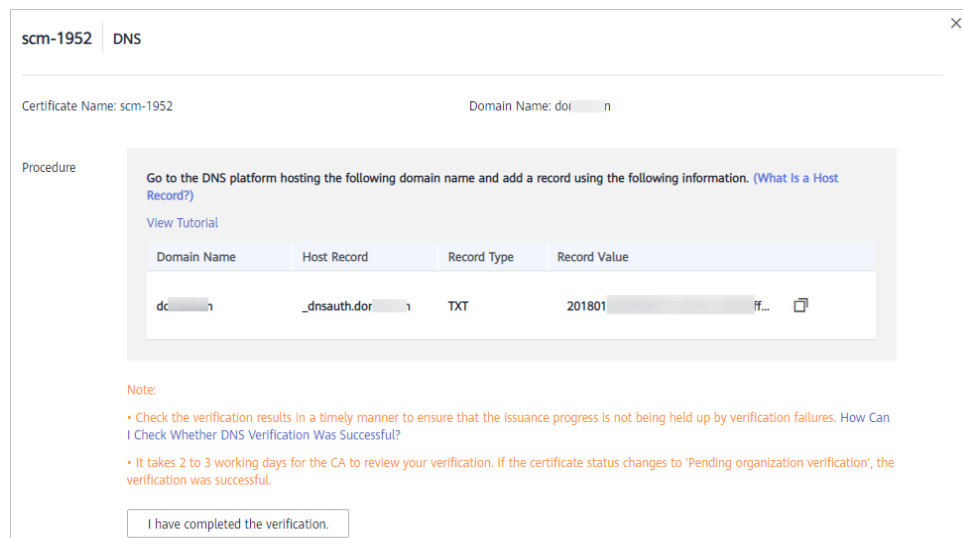 scm-1952 DNS
Certificate Name: scm-1952 Domain Name: do n
Procedure
Go to the DNS platform hosting the following domain name and add a record using the following information. (What Is a Host
Record?)
View Tutorial
Domain Name Host Record Record Type Record Value
do n _dnsauth.dor n TXT 201801 ff...
Note:
• Check the verification results in a timely manner to ensure that the issuance progress is not being held up by verification failures. How Can
I Check Whether DNS Verification Was Successful?
• It takes 2 to 3 working days for the CA to review your verification. If the certificate status changes to 'Pending organization verification', the
verification was successful.
I have completed the verification.